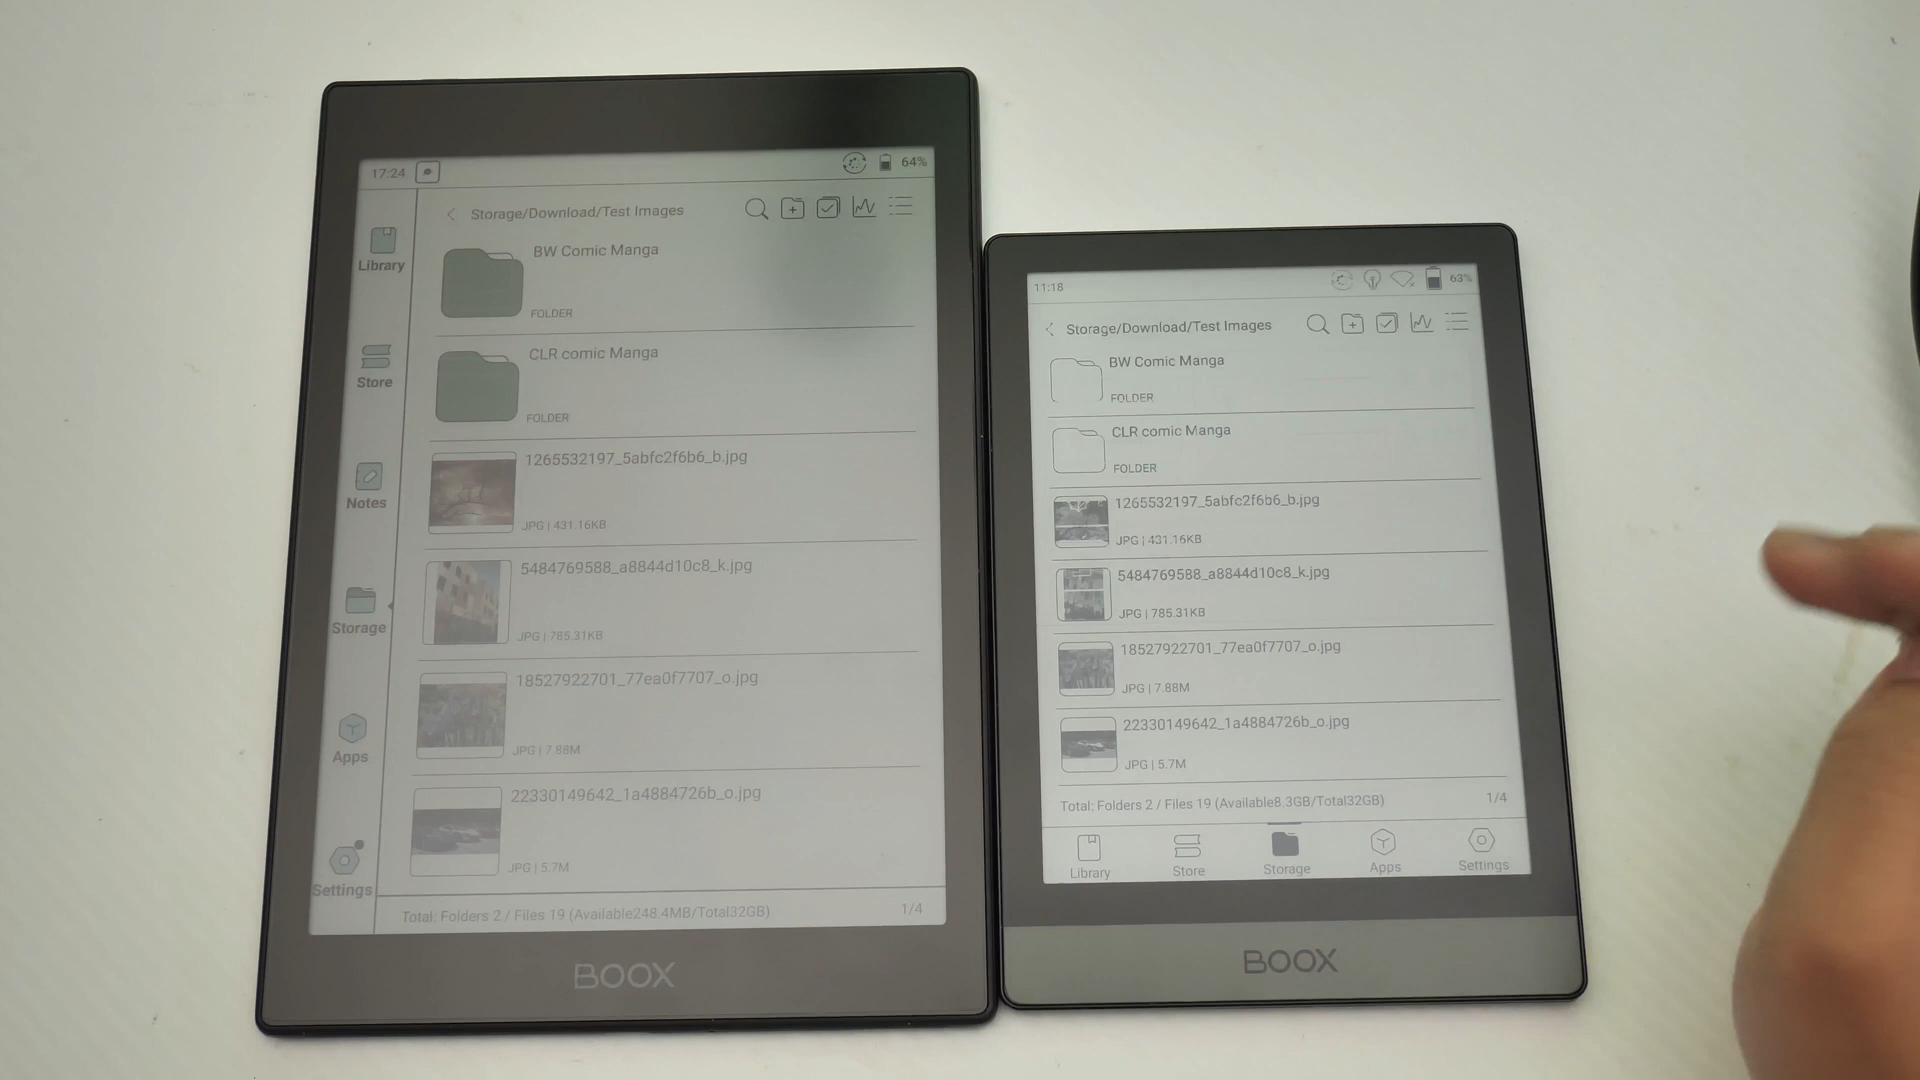 17:24
64%
Storage/Download/Test Images
Library
Store
Notes
Storage
Apps
Settings
BW Comic Manga
FOLDER
CLR comic Manga
FOLDER
1265532197_5abfc2f6b6_b.jpg
JPG | 431.16KB
5484769588_a8844d10c8_k.jpg
JPG | 785.31KB
18527922701_77ea0f7707_o.jpg
JPG | 7.88M
22330149642_1a4884726b_o.jpg
JPG | 5.7M
Total: Folders 2 / Files 19 (Available248.4MB/Total32GB)
1/4
BOOX
11:18
63%
Storage/Download/Test Images
BW Comic Manga
FOLDER
CLR comic Manga
FOLDER
1265532197_5abfc2f6b6_b.jpg
JPG | 431.16KB
5484769588_a8844d10c8_k.jpg
JPG | 785.31KB
18527922701_77ea0f7707_o.jpg
JPG | 7.88M
22330149642_1a4884726b_o.jpg
JPG | 5.7M
Total: Folders 2 / Files 19 (Available8.3GB/Total32GB)
1/4
Library
Store
Storage
Apps
Settings
BOOX